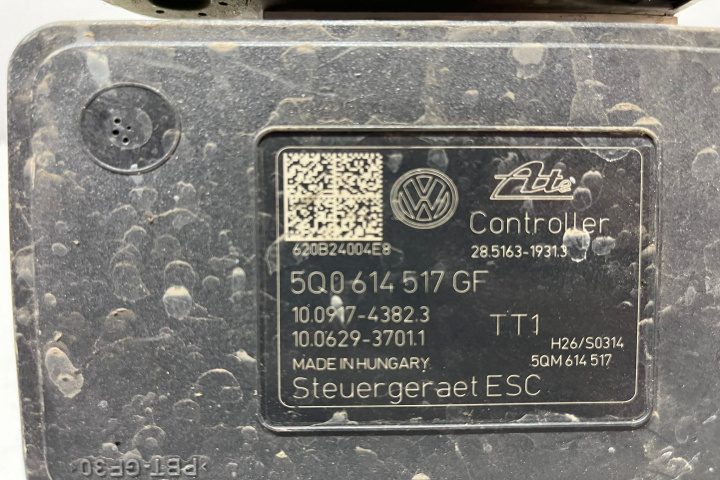 VW
Ate
Controller
620B24004E8
28.5163-1931.3
5Q0 614 517 GF
10.0917-4382.3
10.0629-3701.1
TT1
H26/S0314
MADE IN HUNGARY
5QM 614 517
Steuergeraet ESC
>PBT-GF30<